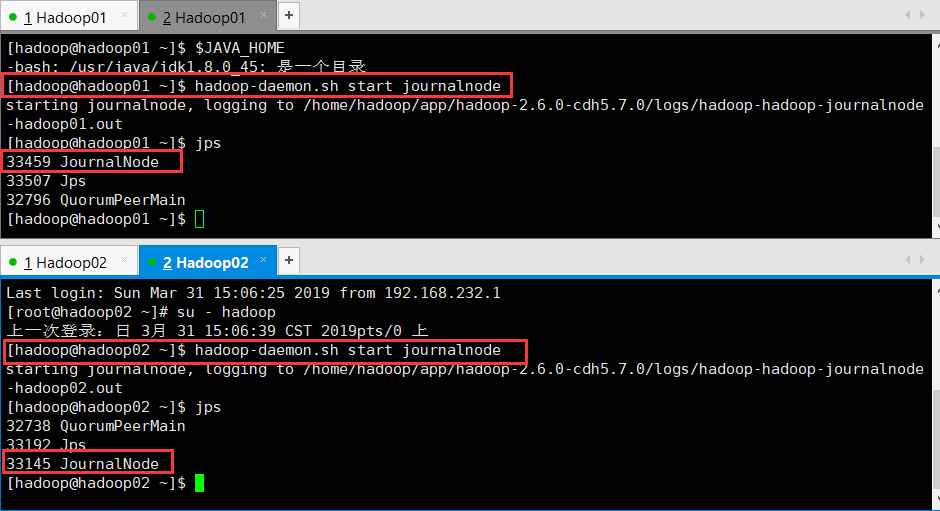 1 Hadoop01 × 2 Hadoop01 × +
[hadoop@hadoop01 ~]$ $JAVA_HOME
-bash: /usr/java/jdk1.8.0_45: 是一个目录
[hadoop@hadoop01 ~]$ hadoop-daemon.sh start journalnode
starting journalnode, logging to /home/hadoop/app/hadoop-2.6.0-cdh5.7.0/logs/hadoop-hadoop-journalnode
-hadoop01.out
[hadoop@hadoop01 ~]$ jps
33459 JournalNode
33507 Jps
32796 QuorumPeerMain
[hadoop@hadoop01 ~]$
1 Hadoop02 × 2 Hadoop02 × +
Last login: Sun Mar 31 15:06:25 2019 from 192.168.232.1
[root@hadoop02 ~]# su - hadoop
上一次登录：日 3月 31 15:06:39 CST 2019pts/0 上
[hadoop@hadoop02 ~]$ hadoop-daemon.sh start journalnode
starting journalnode, logging to /home/hadoop/app/hadoop-2.6.0-cdh5.7.0/logs/hadoop-hadoop-journalnode
-hadoop02.out
[hadoop@hadoop02 ~]$ jps
32738 QuorumPeerMain
33192 Jps
33145 JournalNode
[hadoop@hadoop02 ~]$